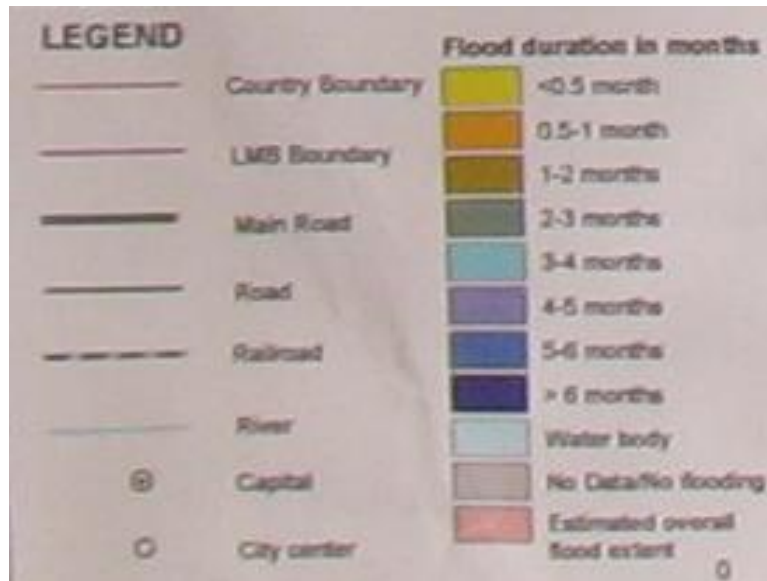 LEGEND
Country Boundary
LMB Boundary
Main Road
Road
Railroad
River
Capital
City center
Flood duration in months
<0.5 month
0.5-1 month
1-2 months
2-3 months
3-4 months
4-5 months
5-6 months
> 6 months
Water body
No Data/No flooding
Estimated overall
flood extent
0